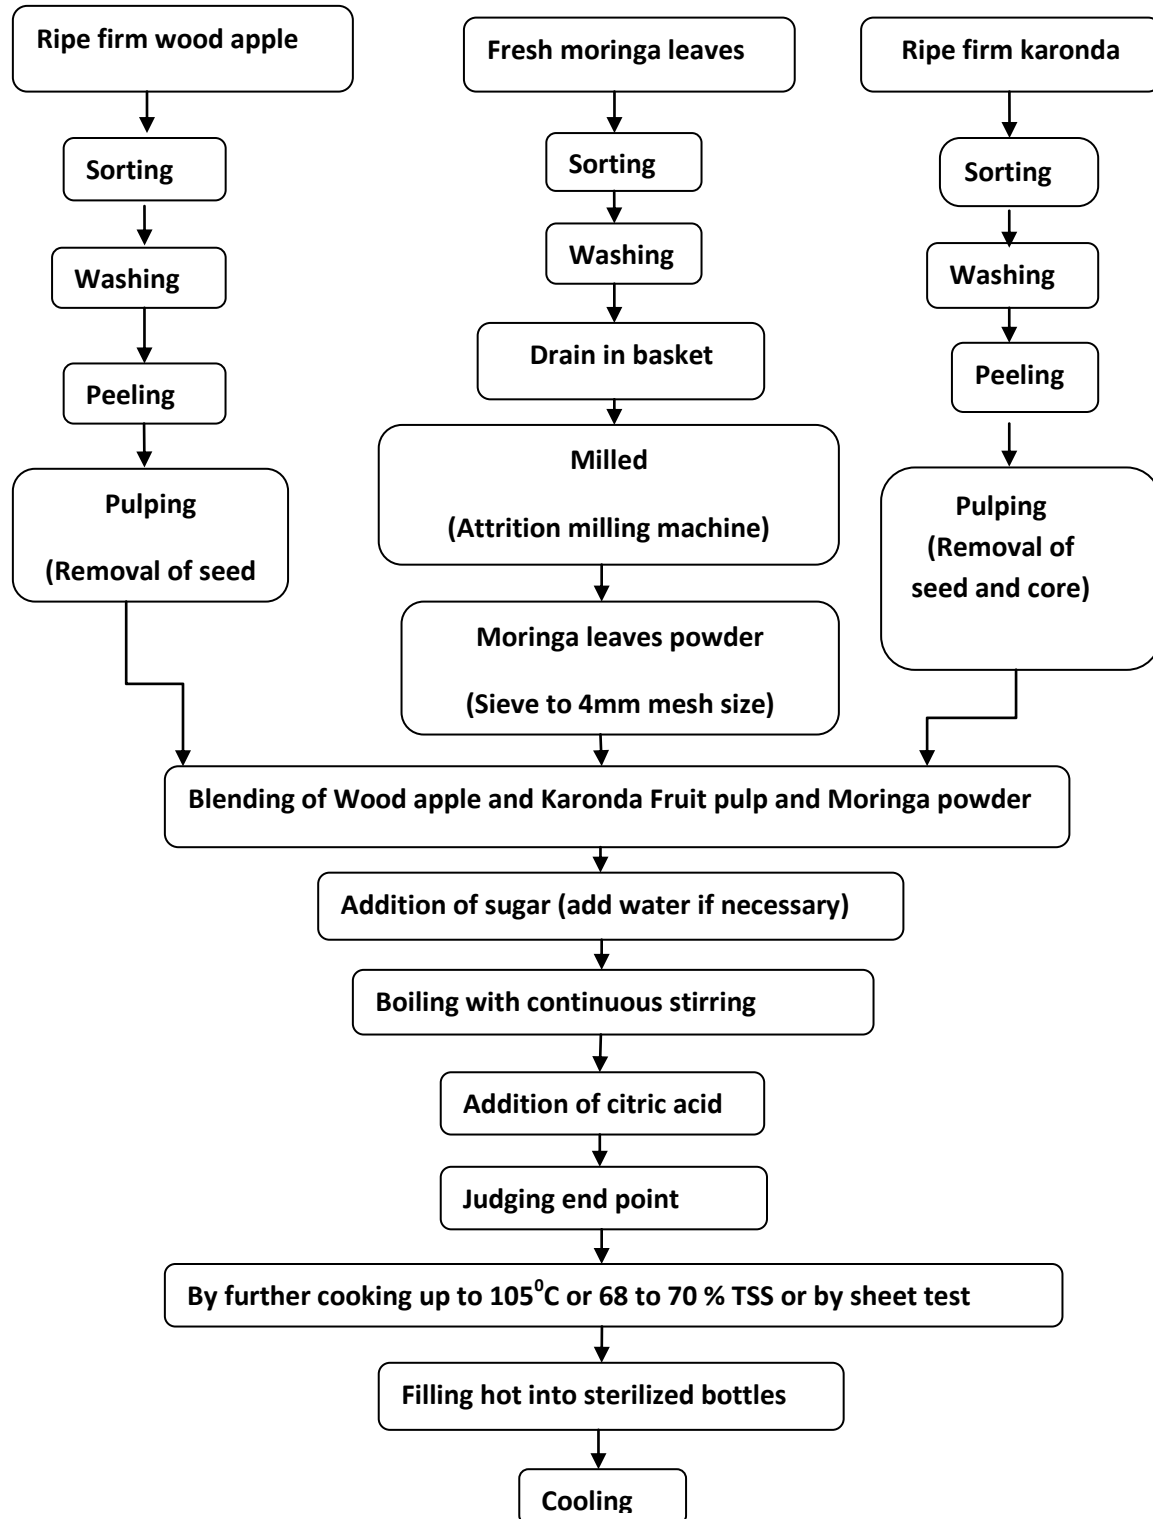 Ripe firm wood apple
Fresh moringa leaves
Ripe firm karonda
Sorting
Sorting
Sorting
Washing
Washing
Washing
Drain in basket
Peeling
Peeling
Pulping
(Removal of seed
Milled
(Attrition milling machine)
Pulping
(Removal of
seed and core)
Moringa leaves powder
(Sieve to 4mm mesh size)
Blending of Wood apple and Karonda Fruit pulp and Moringa powder
Addition of sugar (add water if necessary)
Boiling with continuous stirring
Addition of citric acid
Judging end point
By further cooking up to 105⁰C or 68 to 70 % TSS or by sheet test
Filling hot into sterilized bottles
Cooling